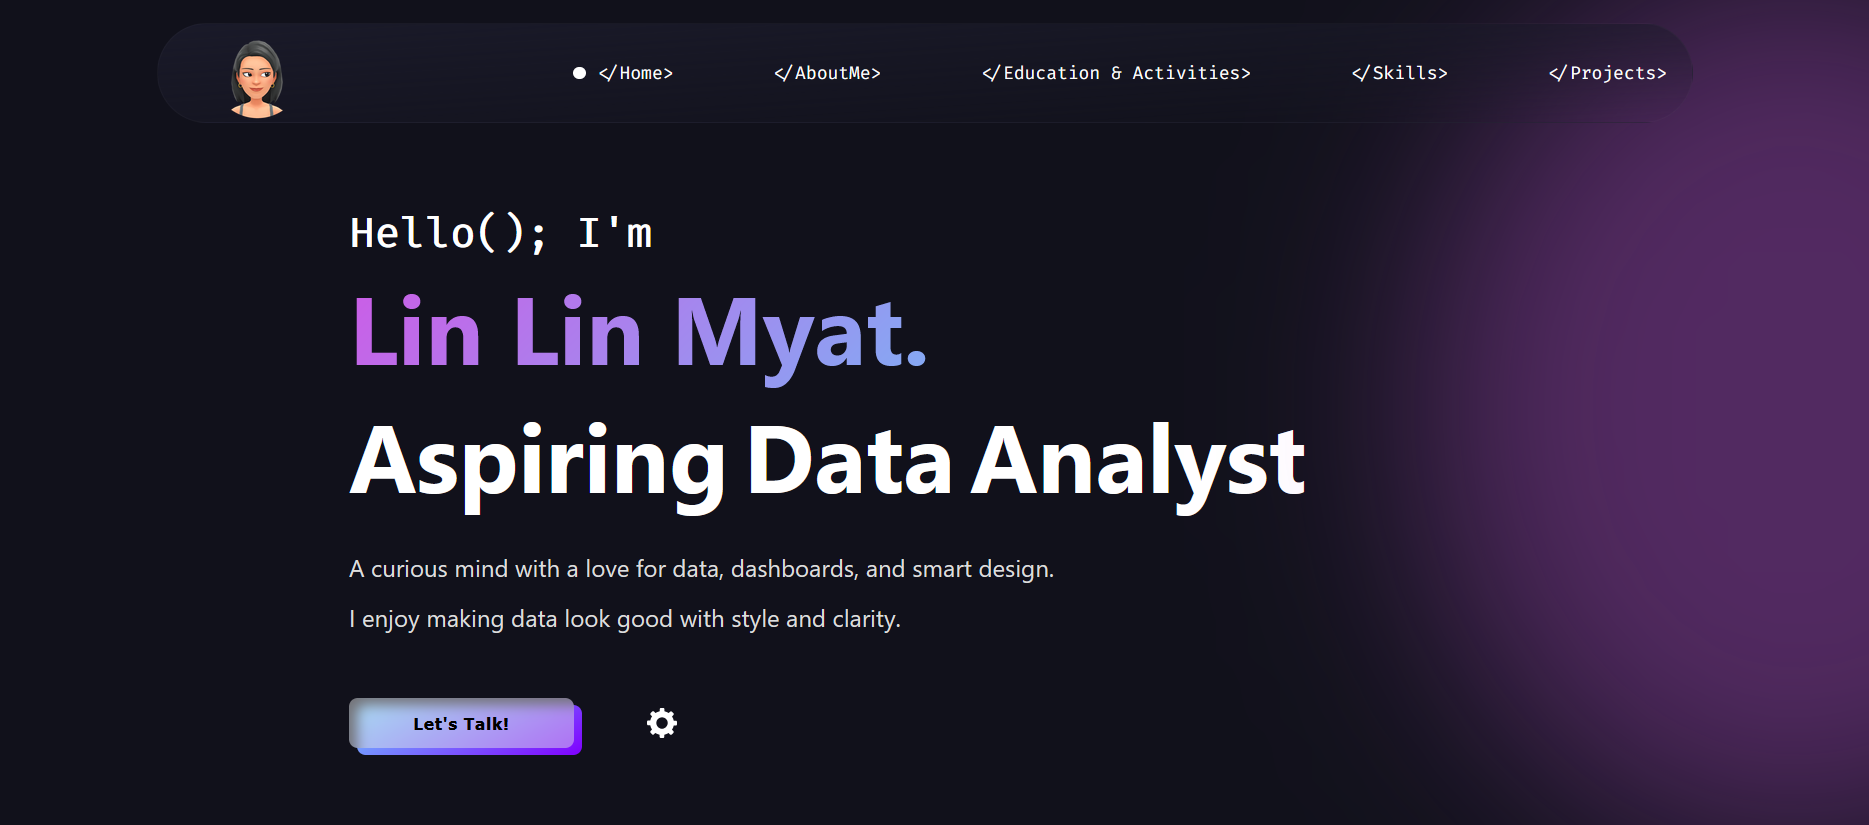 </Home>
</AboutMe>
</Education & Activities>
</Skills>
</Projects>
Hello(); I'm
Lin Lin Myat.
Aspiring Data Analyst
A curious mind with a love for data, dashboards, and smart design.
I enjoy making data look good with style and clarity.
Let's Talk!